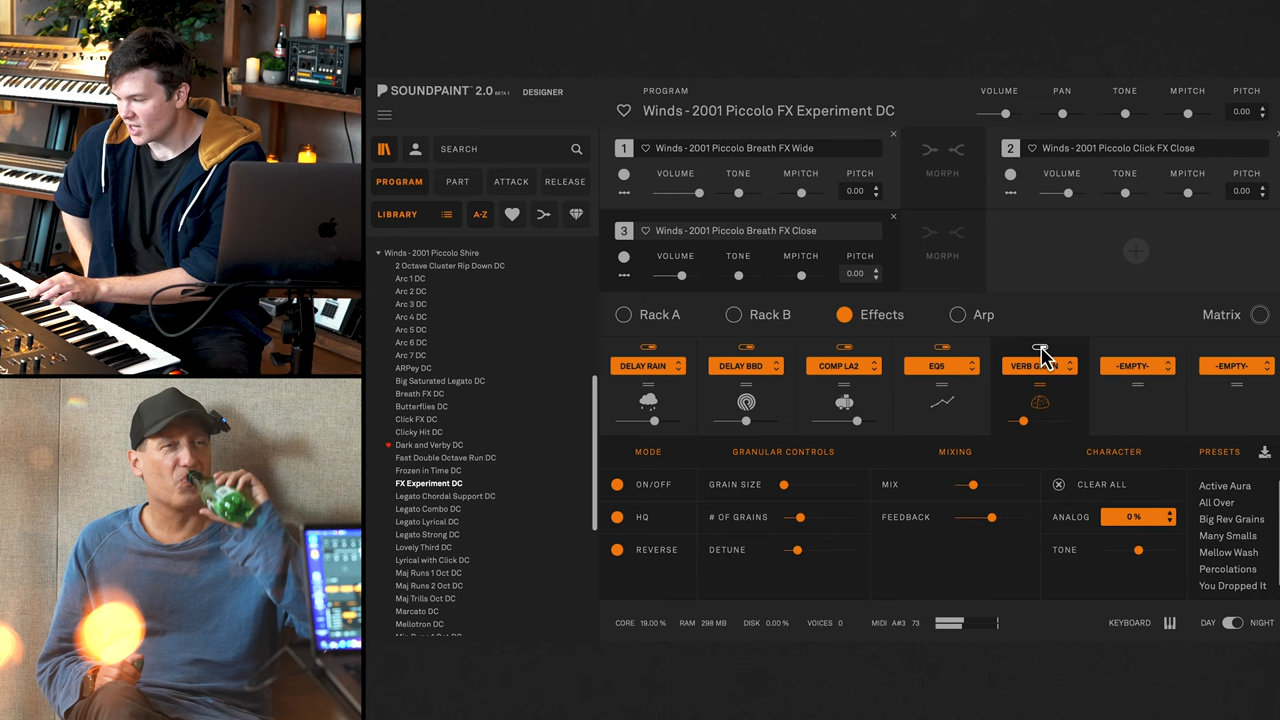 SOUNDPAINT 2.0 BETA 1 DESIGNER
SEARCH
PROGRAM PART ATTACK RELEASE
LIBRARY A-Z
Winds - 2001 Piccolo Shire
2 Octave Cluster Rip Down DC
Arc 1 DC
Arc 2 DC
Arc 3 DC
Arc 4 DC
Arc 5 DC
Arc 6 DC
Arc 7 DC
ARPey DC
Big Saturated Legato DC
Breath FX DC
Butterflies DC
Click FX DC
Clicky Hit DC
Dark and Verby DC
Fast Double Octave Run DC
Frozen in Time DC
FX Experiment DC
Legato Chordal Support DC
Legato Combo DC
Legato Lyrical DC
Legato Strong DC
Lovely Third DC
Lyrical with Click DC
Maj Runs 1 Oct DC
Maj Runs 2 Oct DC
Maj Trills Oct DC
Marcato DC
Mellotron DC
PROGRAM
Winds - 2001 Piccolo FX Experiment DC
VOLUME PAN TONE MPITCH PITCH
0.00
1 Winds - 2001 Piccolo Breath FX Wide
VOLUME TONE MPITCH PITCH
0.00
MORPH
2 Winds - 2001 Piccolo Click FX Close
VOLUME TONE MPITCH PITCH
0.00
3 Winds - 2001 Piccolo Breath FX Close
VOLUME TONE MPITCH PITCH
0.00
MORPH
Rack A Rack B Effects Arp Matrix
DELAY RAIN DELAY BBD COMP LA2 EQ5 VERB -EMPTY- -EMPTY-
MODE GRANULAR CONTROLS MIXING CHARACTER PRESETS
ON/OFF GRAIN SIZE MIX CLEAR ALL
HQ # OF GRAINS FEEDBACK ANALOG 0 %
REVERSE DETUNE TONE
Active Aura
All Over
Big Rev Grains
Many Smalls
Mellow Wash
Percolations
You Dropped It
CORE 19.00 % RAM 298 MB DISK 0.00 % VOICES 0 MIDI A#3 73 KEYBOARD DAY NIGHT